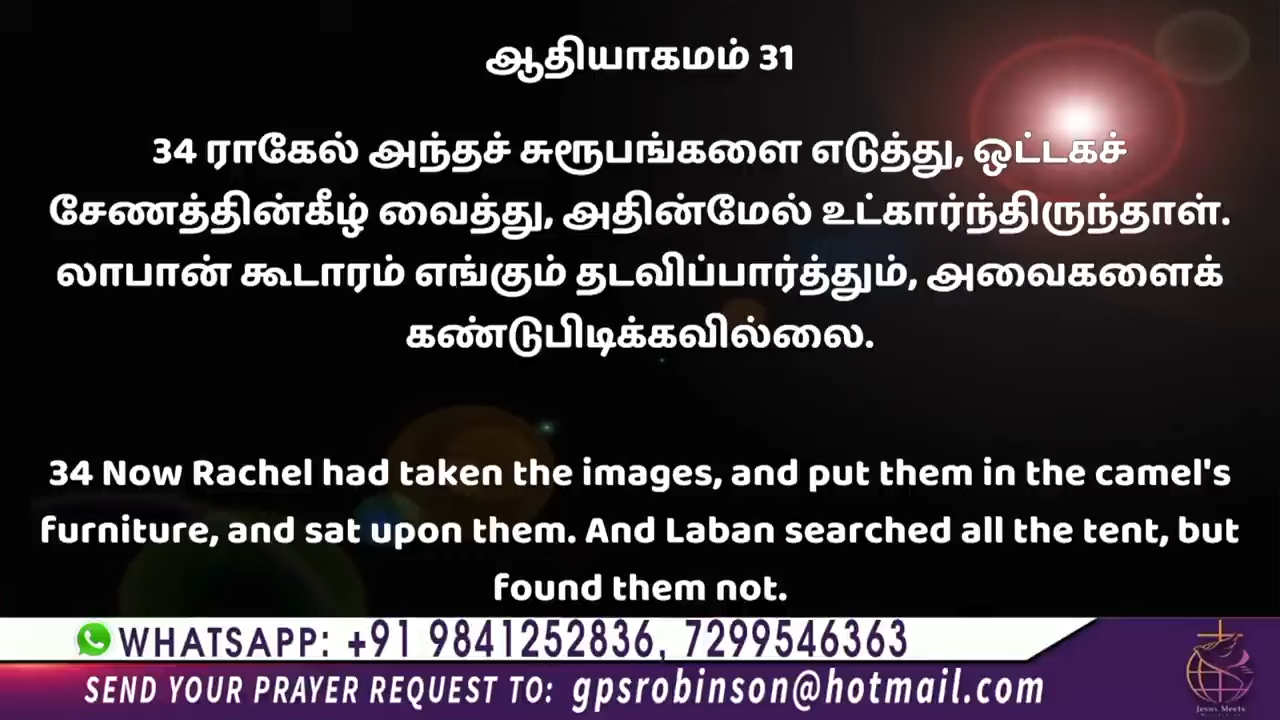 ஆதியாகமம் 31
34 ராகேல் அந்தச் சுரூபங்களை எடுத்து, ஒட்டகச்
சேணத்தின்கீழ் வைத்து, அதின்மேல் உட்கார்ந்திருந்தாள்.
லாபான் கூடாரம் எங்கும் தடவிப்பார்த்தும், அவைகளைக்
கண்டுபிடிக்கவில்லை.
34 Now Rachel had taken the images, and put them in the camel's
furniture, and sat upon them. And Laban searched all the tent, but
found them not.
WHATSAPP: +91 9841252836, 7299546363
SEND YOUR PRAYER REQUEST TO: gpsrobinson@hotmail.com
Jesus Meets